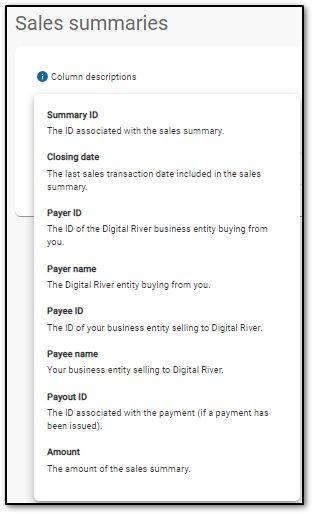 Sales summaries
Column descriptions
Summary ID
The ID associated with the sales summary.
Closing date
The last sales transaction date included in the sales
summary.
Payer ID
The ID of the Digital River business entity buying from
you.
Payer name
The Digital River entity buying from you.
Payee ID
The ID of your business entity selling to Digital River.
Payee name
Your business entity selling to Digital River.
Payout ID
The ID associated with the payment (if a payment has
been issued).
Amount
The amount of the sales summary.